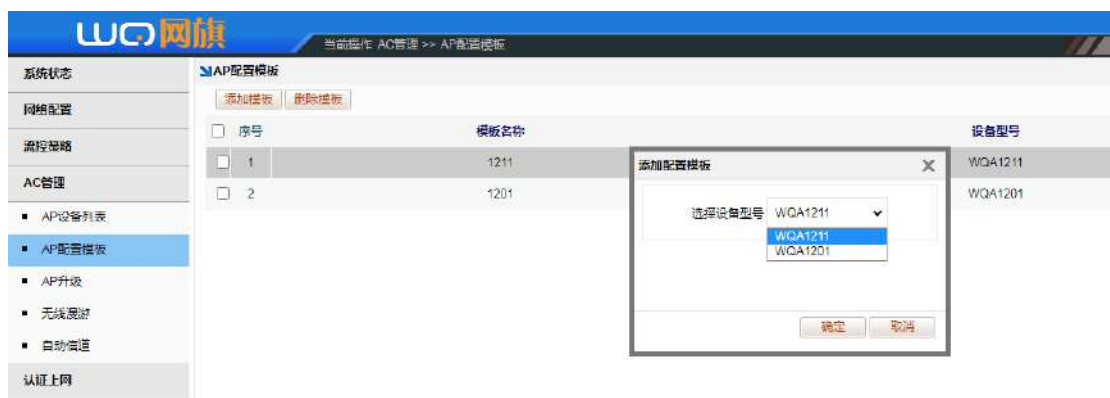 WQ网旗
当前操作 AC管理 >> AP配置模板
系统状态
网络配置
流控策略
AC管理
AP设备列表
AP配置模板
AP升级
无线漫游
自动信道
认证上网
AP配置模板
添加模板 删除模板
序号 模板名称 设备型号
1 1211 WQA1211
2 1201 WQA1201
添加配置模板
选择设备型号 WQA1211
WQA1211
WQA1201
确定 取消